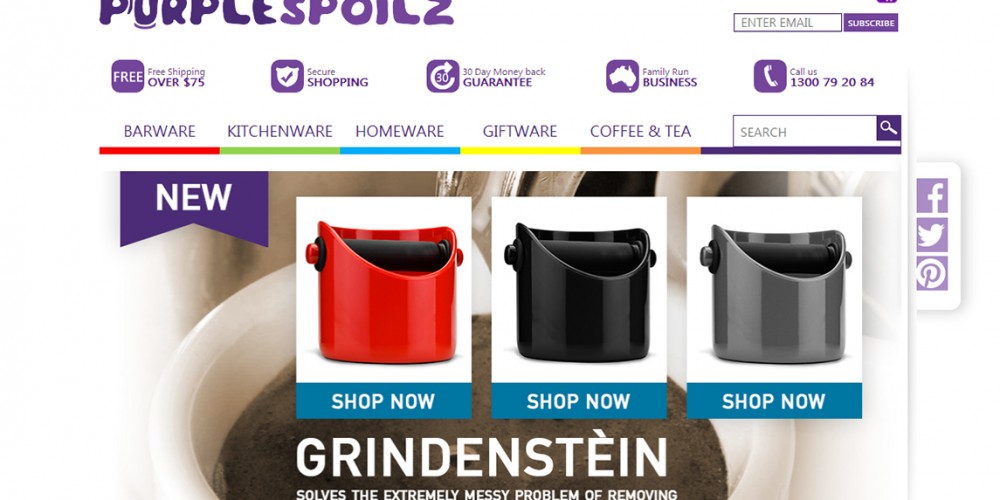 PURPLESPOILZ
ENTER EMAIL SUBSCRIBE
FREE Free Shipping
OVER $75
Secure
SHOPPING
30 30 Day Money back
GUARANTEE
Family Run
BUSINESS
Call us
1300 79 20 84
BARWARE KITCHENWARE HOMEWARE GIFTWARE COFFEE & TEA
SEARCH
NEW
SHOP NOW SHOP NOW SHOP NOW
GRINDENSTÈIN
SOLVES THE EXTREMELY MESSY PROBLEM OF REMOVING